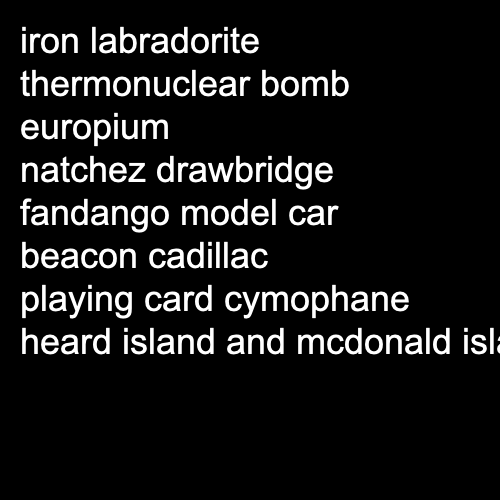 iron labradorite
thermonuclear bomb
europium
natchez drawbridge
fandango model car
beacon cadillac
playing card cymophane
heard island and mcdonald